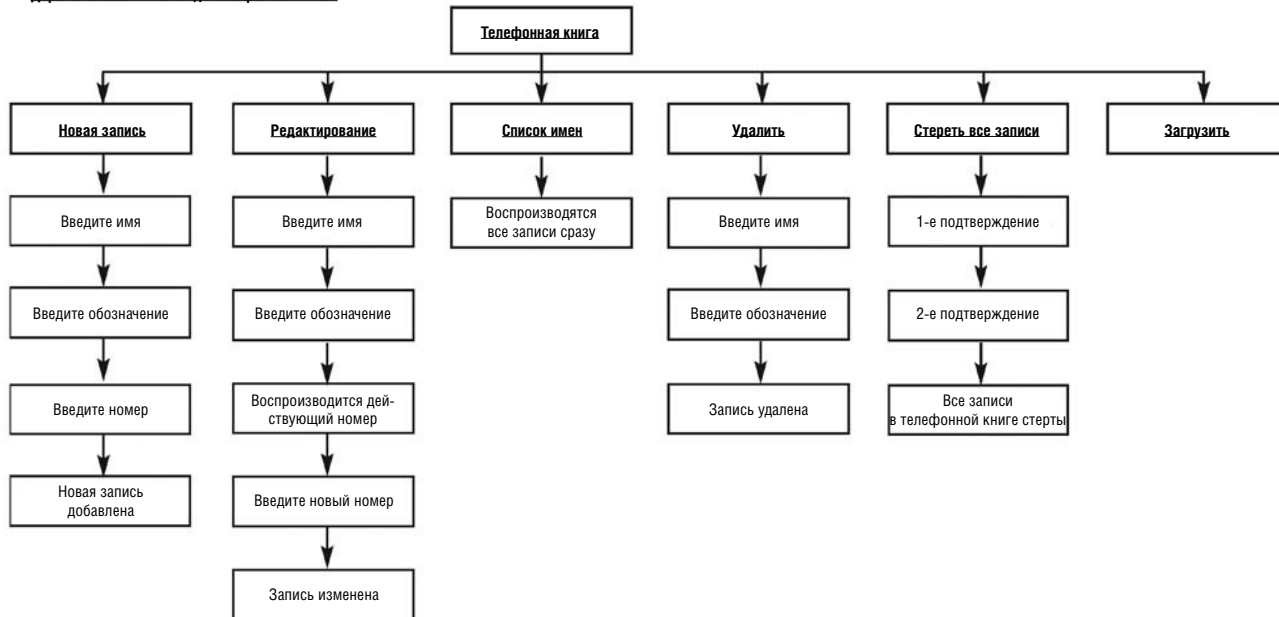 Телефонная книга
Новая запись
Редактирование
Список имен
Удалить
Стереть все записи
Загрузить
Введите имя
Введите имя
Воспроизводятся
все записи сразу
Введите имя
1-е подтверждение
Введите обозначение
Введите обозначение
Введите обозначение
2-е подтверждение
Введите номер
Воспроизводится дей-
ствующий номер
Запись удалена
Все записи
в телефонной книге стерты
Новая запись
добавлена
Введите новый номер
Запись изменена